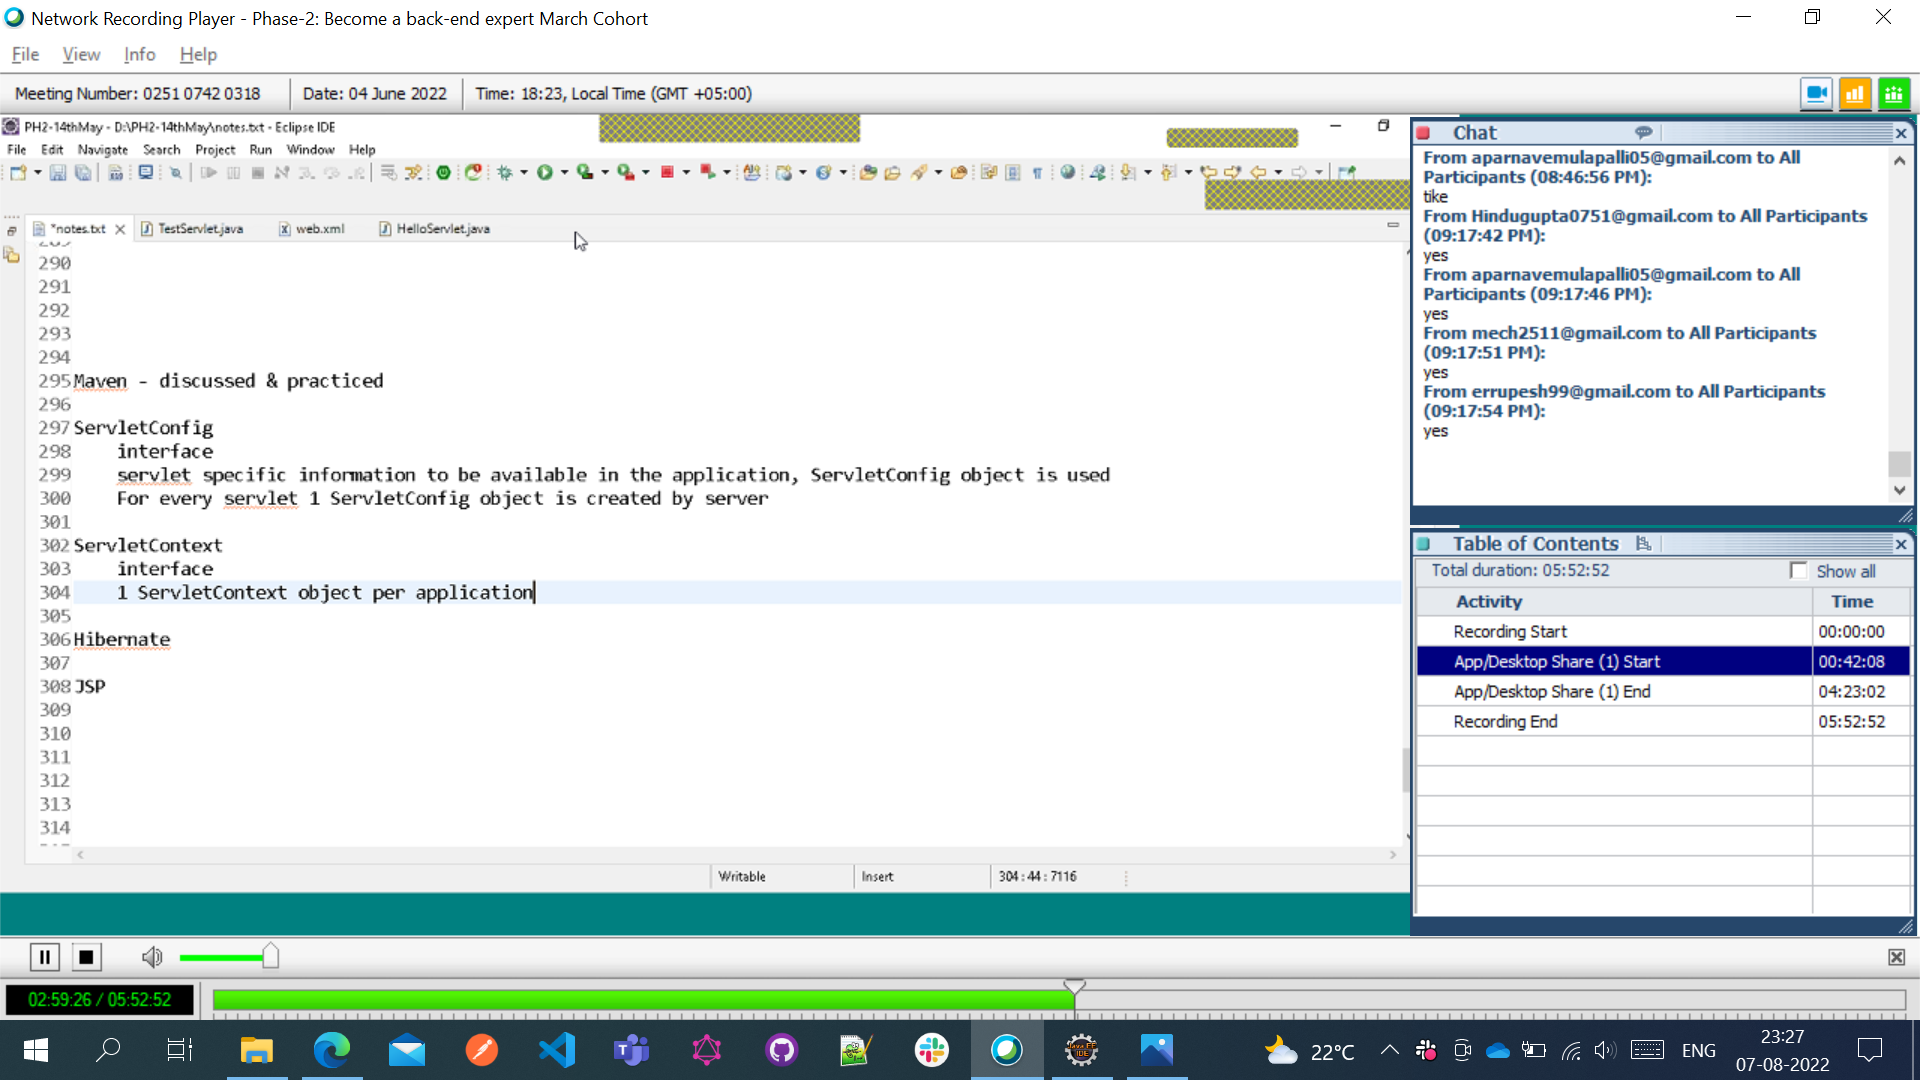 Network Recording Player - Phase-2: Become a back-end expert March Cohort
File View Info Help
Meeting Number: 0251 0742 0318 Date: 04 June 2022 Time: 18:23, Local Time (GMT +05:00)
PH2-14thMay - D:\PH2-14thMay\notes.txt - Eclipse IDE
File Edit Navigate Search Project Run Window Help
*notes.txt TestServlet.java web.xml HelloServlet.java
290
291
292
293
294
295 Maven - discussed & practiced
296
297 ServletConfig
298 interface
299 servlet specific information to be available in the application, ServletConfig object is used
300 For every servlet 1 ServletConfig object is created by server
301
302 ServletContext
303 interface
304 1 ServletContext object per application
305
306 Hibernate
307
308 JSP
309
310
311
312
313
314
Writable Insert 304 : 44 : 7116
Chat
From aparnavemulapalli05@gmail.com to All
Participants (08:46:56 PM):
tike
From Hindugupta0751@gmail.com to All Participants
(09:17:42 PM):
yes
From aparnavemulapalli05@gmail.com to All
Participants (09:17:46 PM):
yes
From mech2511@gmail.com to All Participants
(09:17:51 PM):
yes
From errupesh99@gmail.com to All Participants
(09:17:54 PM):
yes
Table of Contents
Total duration: 05:52:52 Show all
Activity Time
Recording Start 00:00:00
App/Desktop Share (1) Start 00:42:08
App/Desktop Share (1) End 04:23:02
Recording End 05:52:52
02:59:26 / 05:52:52
22°C ENG 23:27
07-08-2022